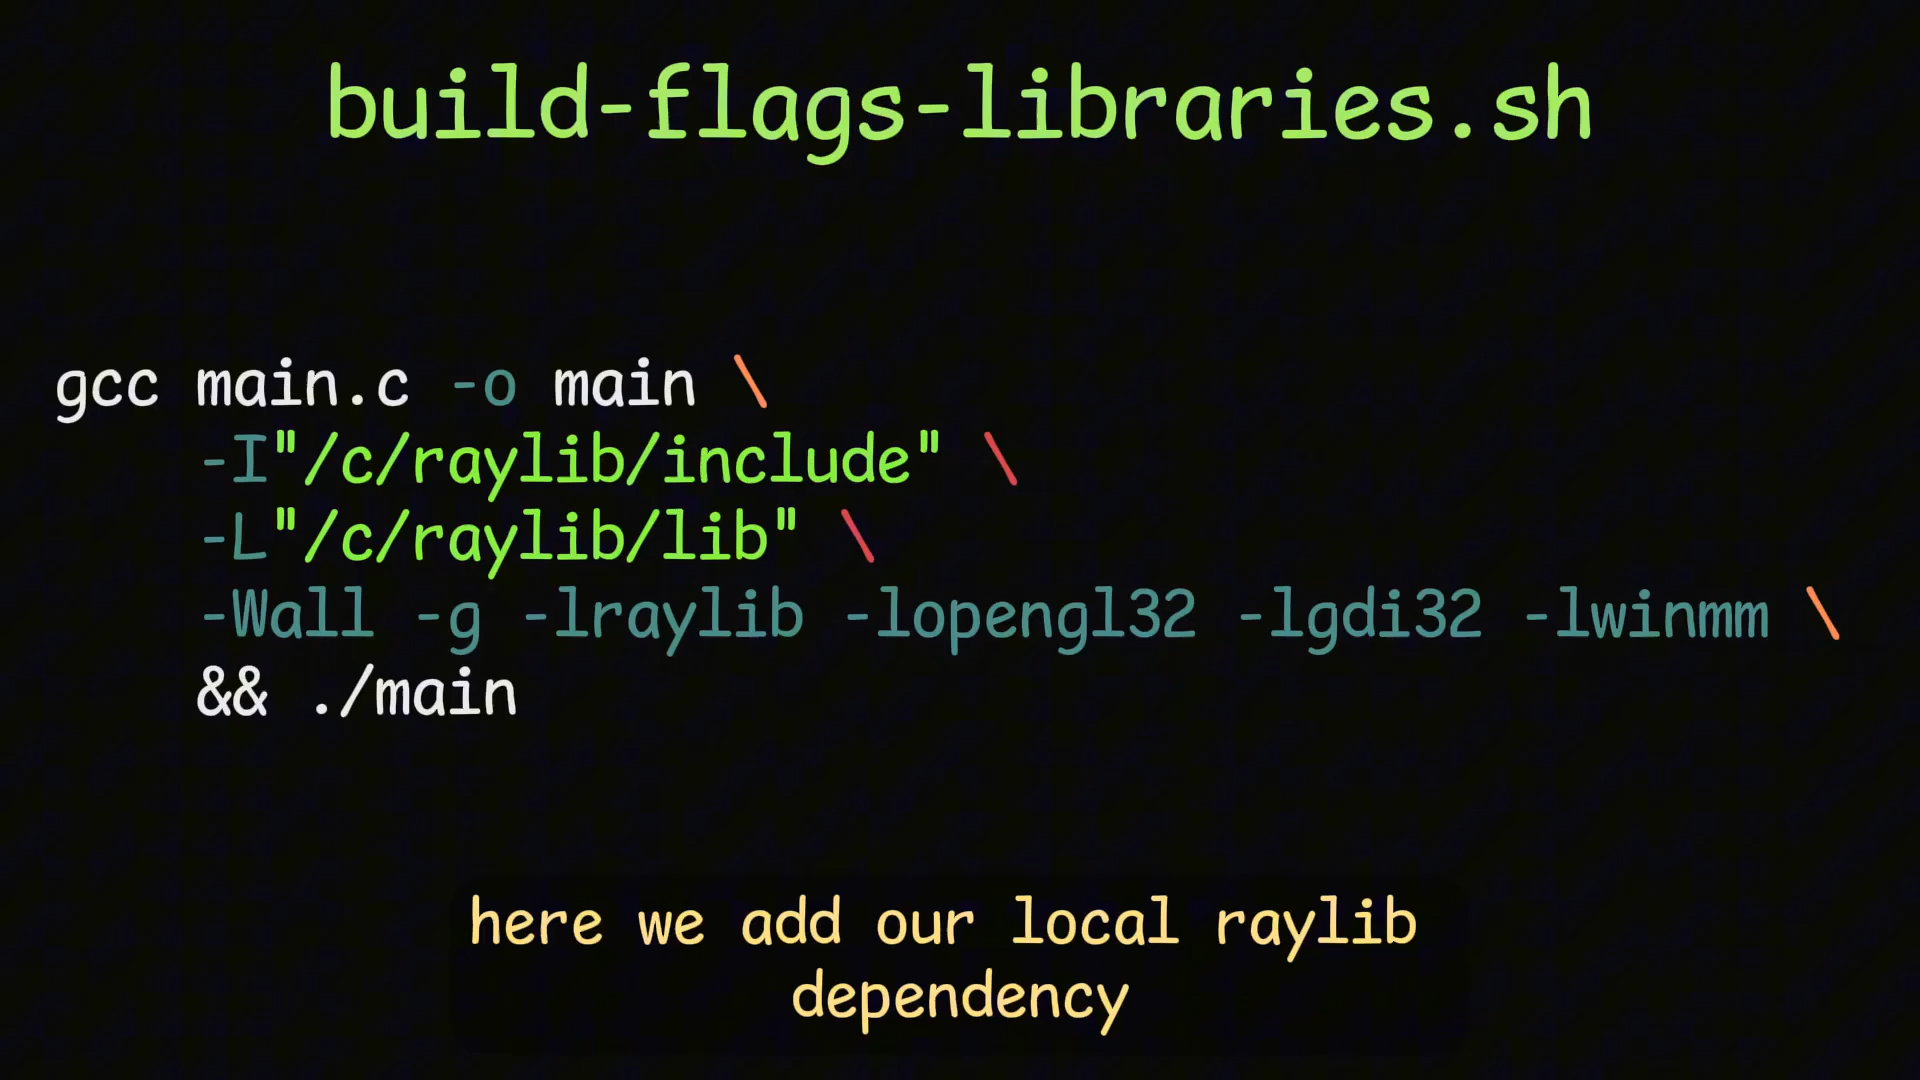 build-flags-libraries.sh
gcc main.c -o main \
-I"/c/raylib/include" \
-L"/c/raylib/lib" \
-Wall -g -lraylib -lopengl32 -lgdi32 -lwinmm \
&& ./main
here we add our local raylib
dependency